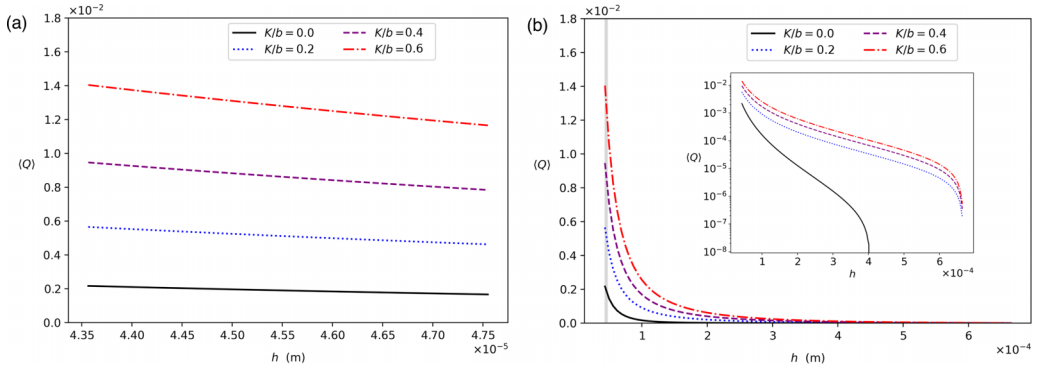 (a)
×10⁻²
1.8
1.6
1.4
1.2
1.0
0.8
0.6
0.4
0.2
0.0
⟨Q⟩
K/b = 0.0
K/b = 0.2
K/b = 0.4
K/b = 0.6
4.35 4.40 4.45 4.50 4.55 4.60 4.65 4.70 4.75
×10⁻⁵
h (m)
(b)
×10⁻²
1.8
1.6
1.4
1.2
1.0
0.8
0.6
0.4
0.2
0.0
⟨Q⟩
K/b = 0.0
K/b = 0.2
K/b = 0.4
K/b = 0.6
10⁻²
10⁻³
10⁻⁴
10⁻⁵
10⁻⁶
10⁻⁷
10⁻⁸
⟨Q⟩
1 2 3 4 5 6
×10⁻⁴
h
1 2 3 4 5 6
×10⁻⁴
h (m)